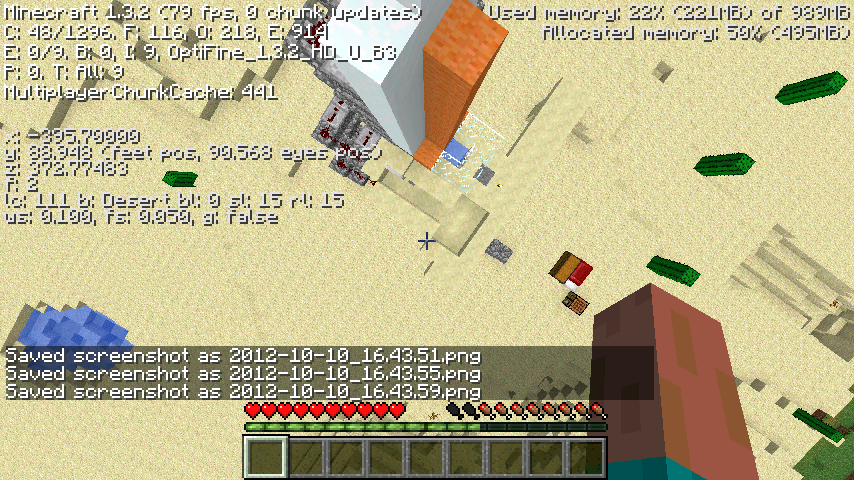 Minecraft 1.3.2 (79 fps, 0 chunk updates)
Used memory: 22% (221MB) of 989MB
C: 48/1296, F: 116, O: 218, E: 914
Allocated memory: 50% (495MB)
E: 0/9. B: 0, I: 9, OptiFine_1.3.2_HD_U_B3
P: 0. T: All: 9
MultiplayerChunkCache: 441
x: -395.70000
y: 88.948 (feet pos, 90.568 eyes pos)
z: 372.77483
f: 2
lc: 111 b: Desert bl: 0 sl: 15 rl: 15
ws: 0.100, fs: 0.050, g: false
Saved screenshot as 2012-10-10_16.43.51.png
Saved screenshot as 2012-10-10_16.43.55.png
Saved screenshot as 2012-10-10_16.43.59.png